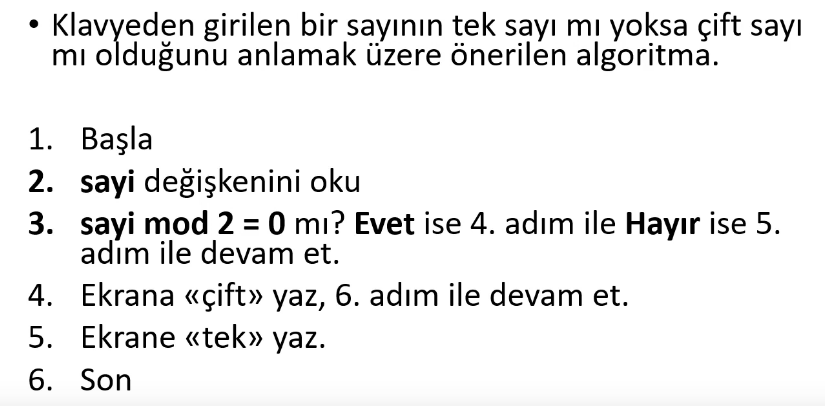 • Klavyeden girilen bir sayının tek sayı mı yoksa çift sayı
mı olduğunu anlamak üzere önerilen algoritma.
1. Başla
2. sayi değişkenini oku
3. sayi mod 2 = 0 mı? Evet ise 4. adım ile Hayır ise 5.
adım ile devam et.
4. Ekrana «çift» yaz, 6. adım ile devam et.
5. Ekrane «tek» yaz.
6. Son